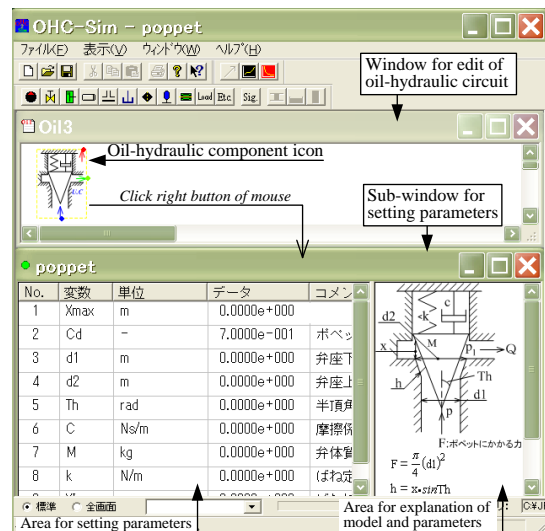 OHC-Sim - poppet
ファイル(F) 表示(V) ウィンドウ(W) ヘルプ(H)
Load Etc Sig
Window for edit of
oil-hydraulic circuit
Oil3
Oil-hydraulic component icon
Click right button of mouse
Sub-window for
setting parameters
poppet
No. 変数 単位 データ コメン
1 Xmax m 0.0000e+000
2 Cd - 7.0000e-001 ポペッ
3 d1 m 0.0000e+000 弁座下
4 d2 m 0.0000e+000 弁座上
5 Th rad 0.0000e+000 半頂角
6 C Ns/m 0.0000e+000 摩擦係
7 M kg 0.0000e+000 弁体質
8 k N/m 0.0000e+000 ばね定
c
k
d2
x
M
p1
Q
h
Th
d1
p
F:ポペットにかかる力
F = π/4 (d1)²
h = x•sinTh
標準 全画面
Area for setting parameters
Area for explanation of
model and parameters